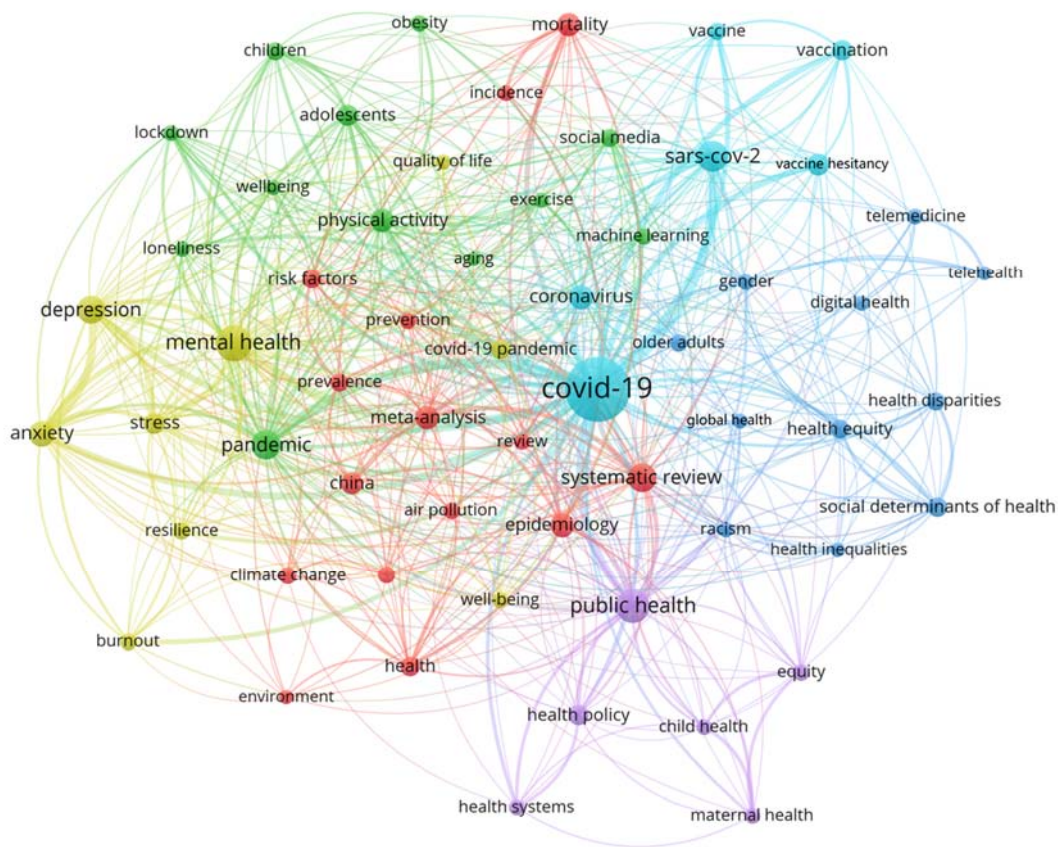 obesity
mortality
vaccine
children
vaccination
incidence
adolescents
lockdown
social media
quality of life
sars-cov-2
vaccine hesitancy
wellbeing
exercise
telemedicine
physical activity
machine learning
loneliness
aging
risk factors
gender
telehealth
coronavirus
digital health
depression
prevention
mental health
older adults
covid-19 pandemic
prevalence
covid-19
health disparities
meta-analysis
global health
stress
health equity
anxiety
pandemic
review
systematic review
china
social determinants of health
air pollution
epidemiology
resilience
racism
health inequalities
climate change
well-being
public health
burnout
health
equity
environment
health policy
child health
health systems
maternal health